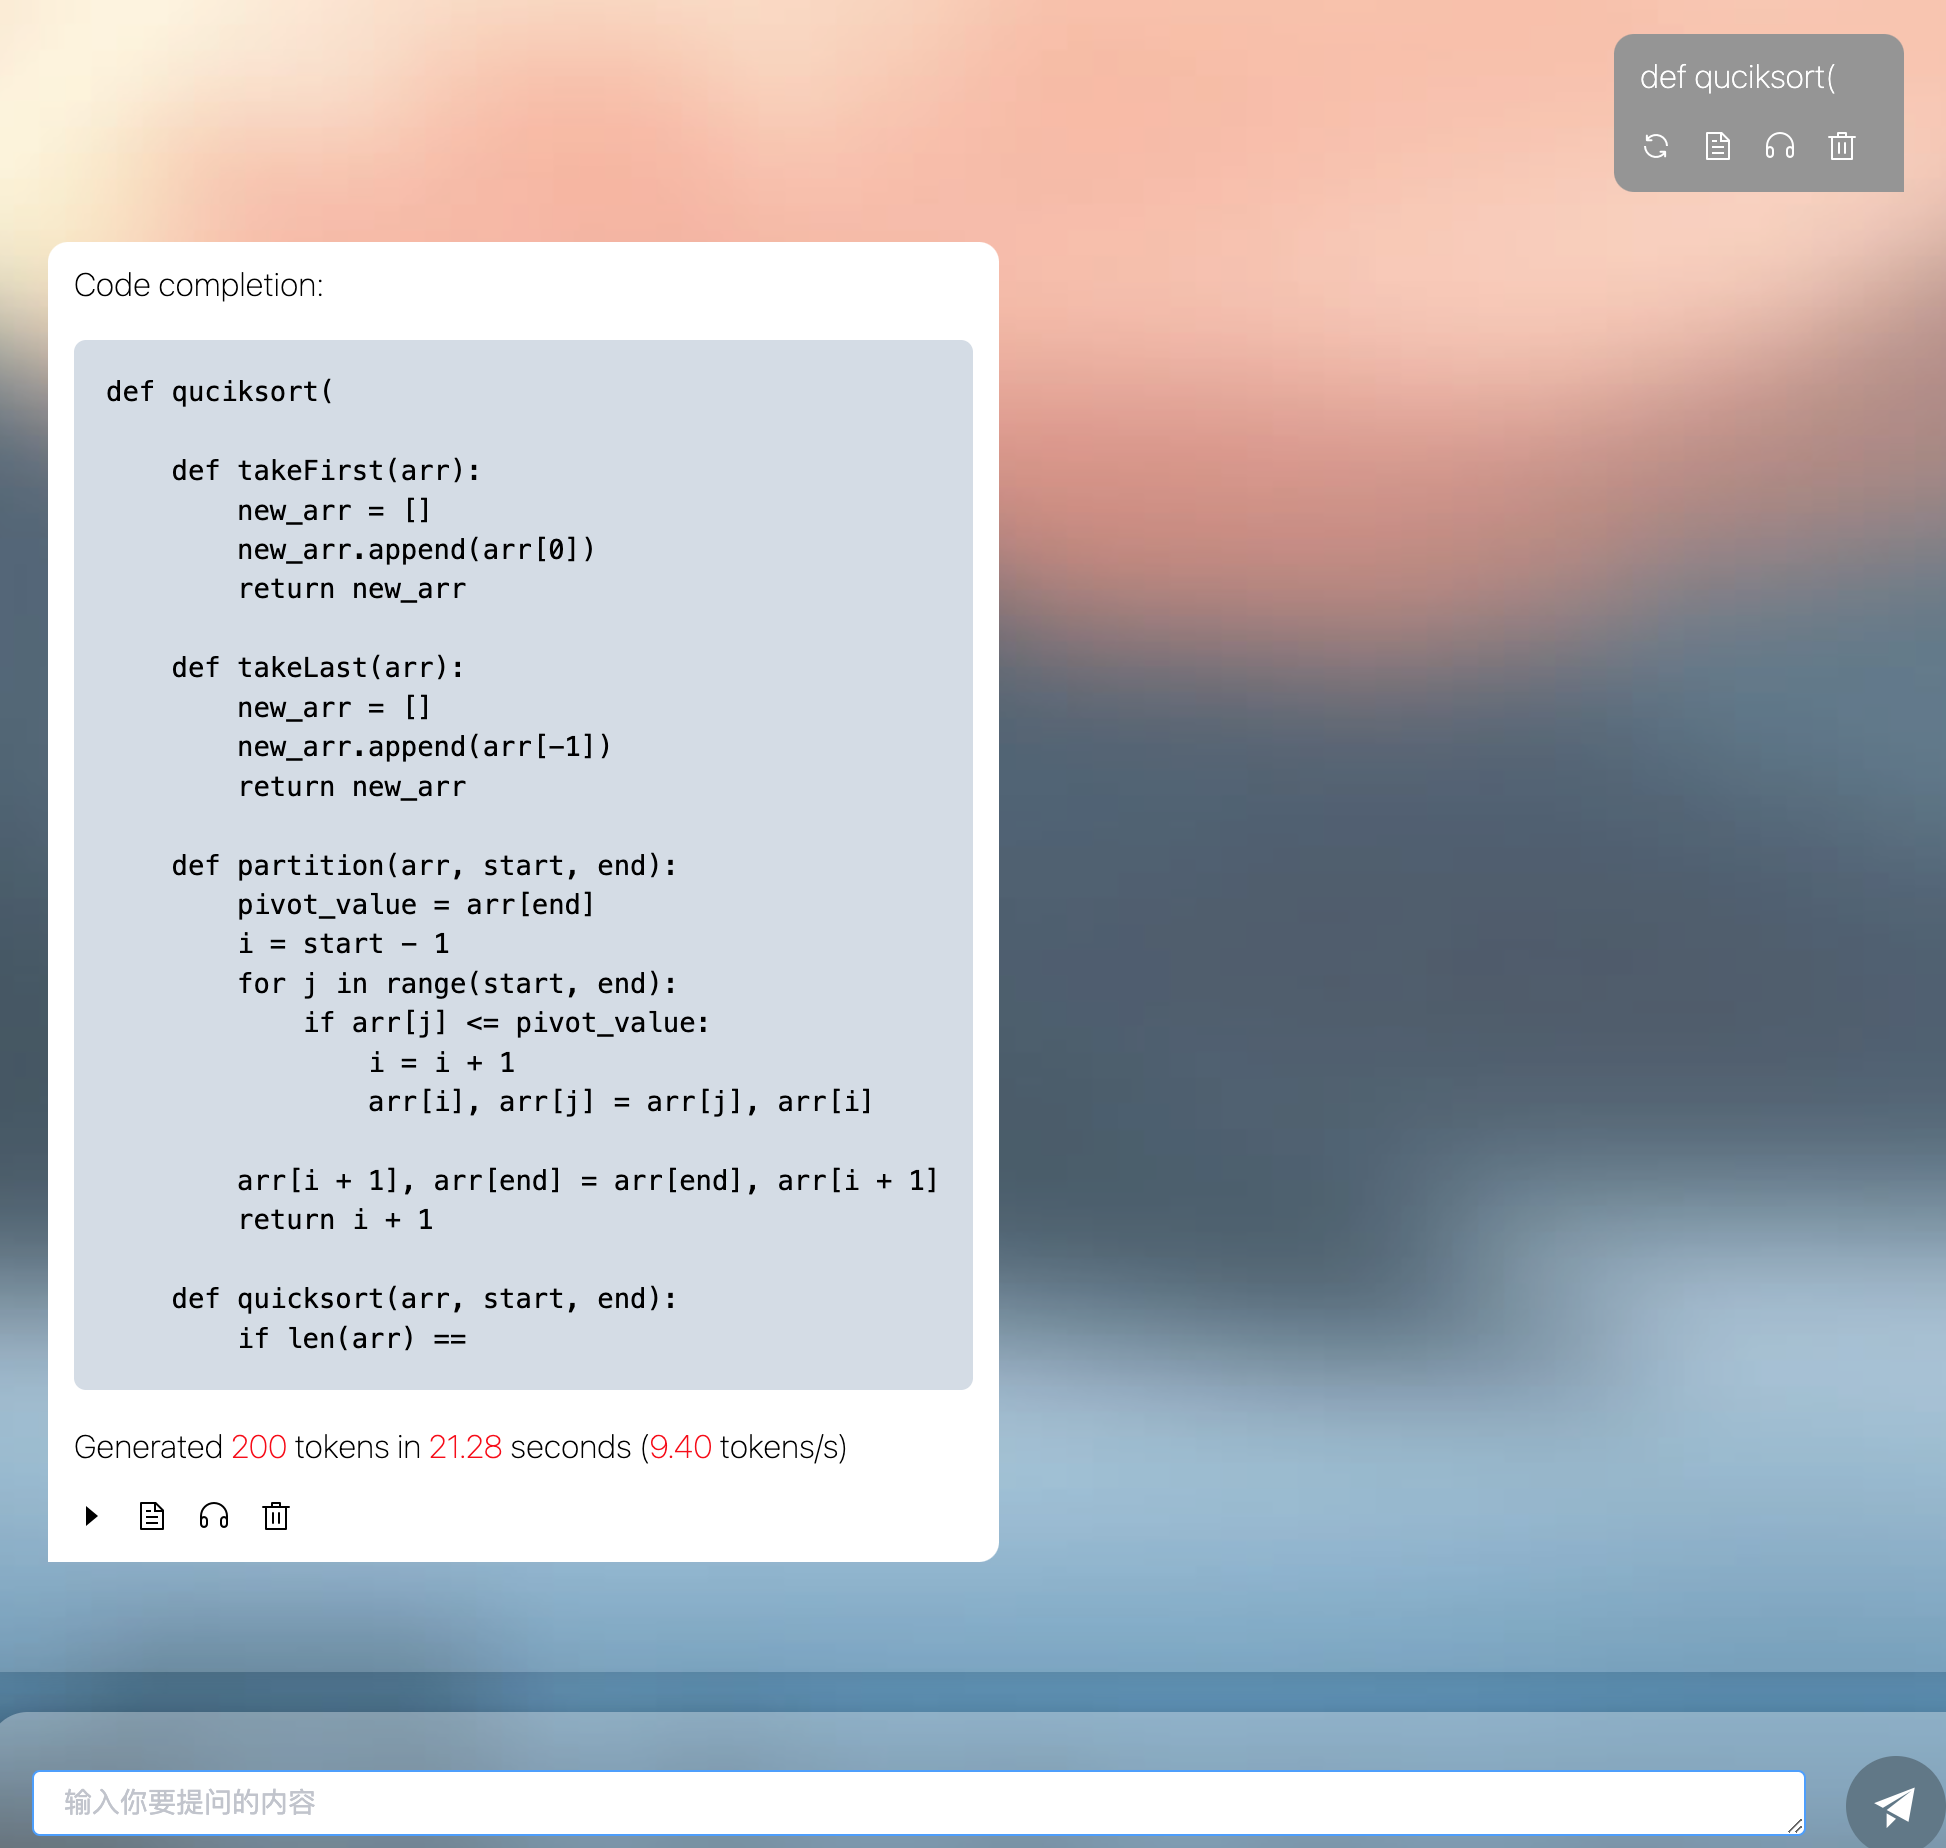 def quciksort(
Code completion:
def quciksort(
    def takeFirst(arr):
        new_arr = []
        new_arr.append(arr[0])
        return new_arr
    def takeLast(arr):
        new_arr = []
        new_arr.append(arr[-1])
        return new_arr
    def partition(arr, start, end):
        pivot_value = arr[end]
        i = start - 1
        for j in range(start, end):
            if arr[j] <= pivot_value:
                i = i + 1
                arr[i], arr[j] = arr[j], arr[i]
        arr[i + 1], arr[end] = arr[end], arr[i + 1]
        return i + 1
    def quicksort(arr, start, end):
        if len(arr) ==
Generated 200 tokens in 21.28 seconds (9.40 tokens/s)
输入你要提问的内容